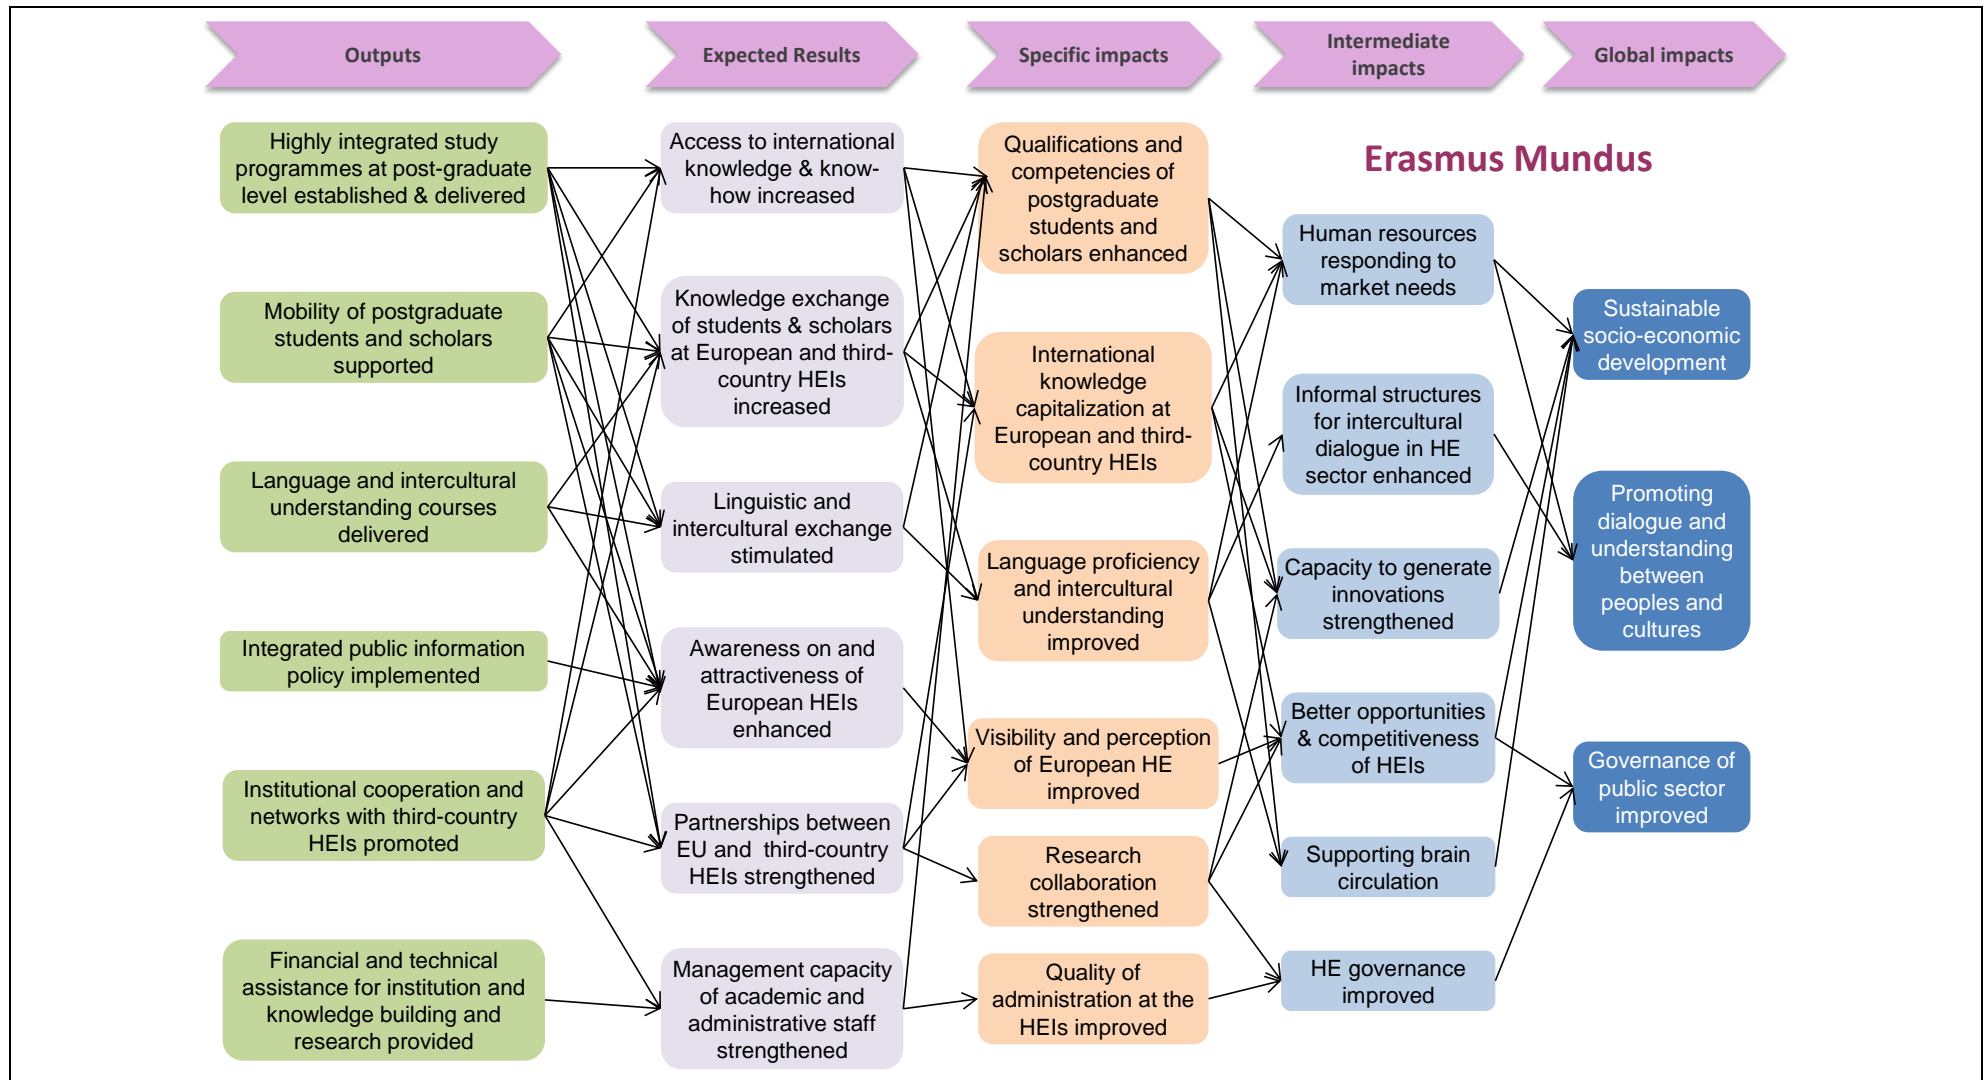 Outputs
Expected Results
Specific impacts
Intermediate
impacts
Global impacts
Erasmus Mundus
Highly integrated study
programmes at post-graduate
level established & delivered
Mobility of postgraduate
students and scholars
supported
Language and intercultural
understanding courses
delivered
Integrated public information
policy implemented
Institutional cooperation and
networks with third-country
HEIs promoted
Financial and technical
assistance for institution and
knowledge building and
research provided
Access to international
knowledge & know-
how increased
Knowledge exchange
of students & scholars
at European and third-
country HEIs
increased
Linguistic and
intercultural exchange
stimulated
Awareness on and
attractiveness of
European HEIs
enhanced
Partnerships between
EU and third-country
HEIs strengthened
Management capacity
of academic and
administrative staff
strengthened
Qualifications and
competencies of
postgraduate
students and
scholars enhanced
International
knowledge
capitalization at
European and third-
country HEIs
Language proficiency
and intercultural
understanding
improved
Visibility and perception
of European HE
improved
Research
collaboration
strengthened
Quality of
administration at the
HEIs improved
Human resources
responding to
market needs
Informal structures
for intercultural
dialogue in HE
sector enhanced
Capacity to generate
innovations
strengthened
Better opportunities
& competitiveness
of HEIs
Supporting brain
circulation
HE governance
improved
Sustainable
socio-economic
development
Promoting
dialogue and
understanding
between
peoples and
cultures
Governance of
public sector
improved